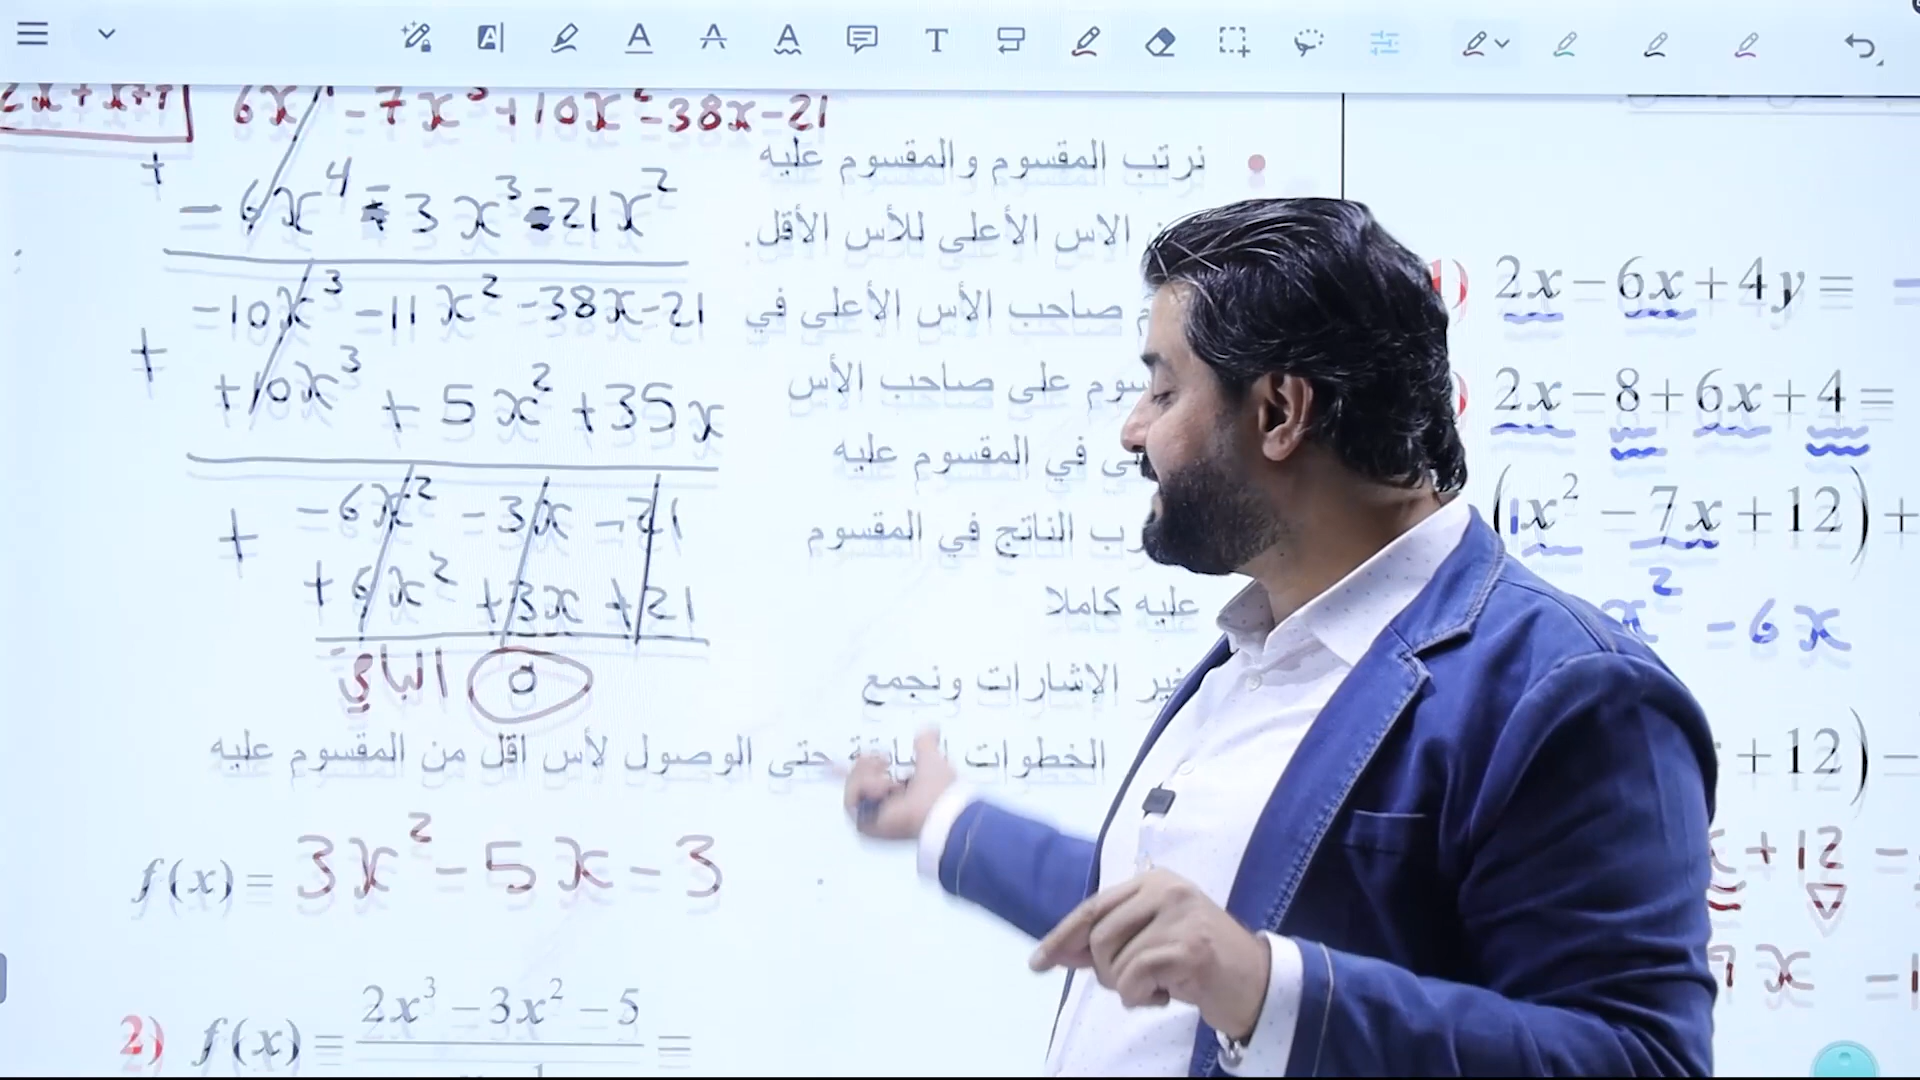 6x -7x³+10x²-38x-21
-6x⁴ - 3x³ - 21x²
-10x³ -11x² -38x-21
+10x³ + 5x² +35x
-6x² -3x -21
+6x² +3x +21
الباقي 0
نرتب المقسوم والمقسوم عليه
الاس الأعلى للأس الأقل.
صاحب الأس الأعلى في
على صاحب الأس
في المقسوم عليه
الناتج في المقسوم
عليه كاملا
الإشارات ونجمع
الخطوات حتى الوصول لأس اقل من المقسوم عليه
f(x) = 3x² - 5x - 3
2) f(x) = (2x³ - 3x² - 5) / =
2x - 6x + 4y =
2x - 8 + 6x + 4 =
(1x² - 7x + 12) +
x² - 6x
+ 12) -
+ 12 -
x - 1